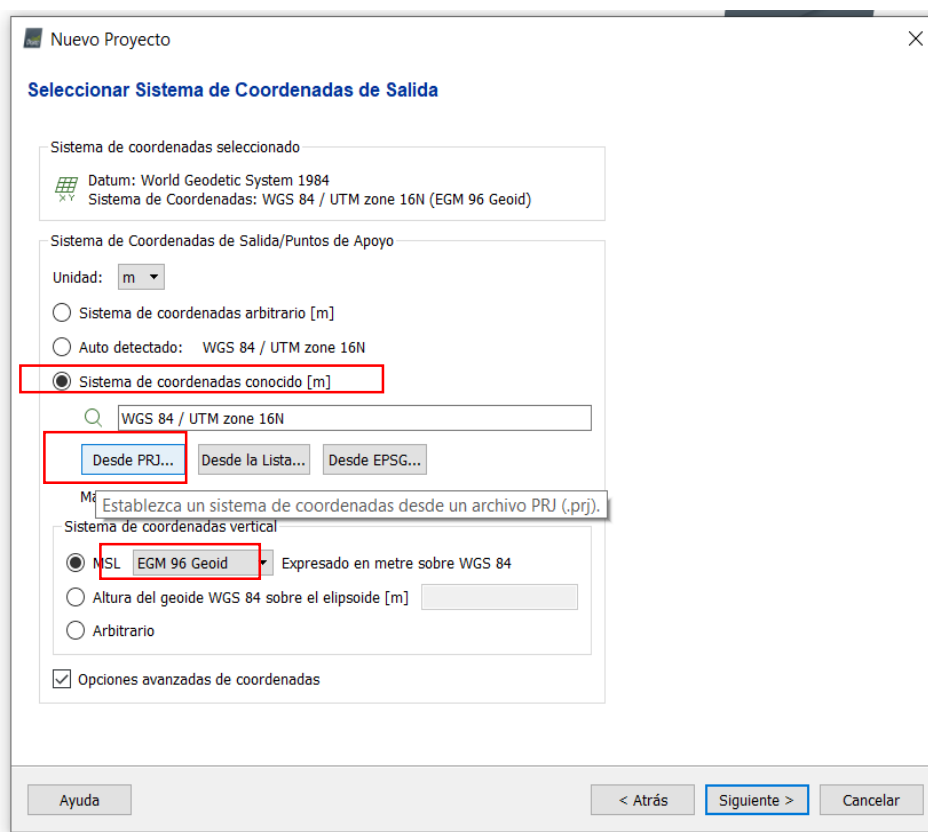 Nuevo Proyecto
Seleccionar Sistema de Coordenadas de Salida
Sistema de coordenadas seleccionado
Datum: World Geodetic System 1984
XY
Sistema de Coordenadas: WGS 84 / UTM zone 16N (EGM 96 Geoid)
Sistema de Coordenadas de Salida/Puntos de Apoyo
Unidad: m
Sistema de coordenadas arbitrario [m]
Auto detectado: WGS 84 / UTM zone 16N
Sistema de coordenadas conocido [m]
WGS 84 / UTM zone 16N
Desde PRJ... Desde la Lista... Desde EPSG...
Establezca un sistema de coordenadas desde un archivo PRJ (.prj).
Sistema de coordenadas vertical
MSL EGM 96 Geoid Expresado en metre sobre WGS 84
Altura del geoide WGS 84 sobre el elipsoide [m]
Arbitrario
Opciones avanzadas de coordenadas
Ayuda < Atrás Siguiente > Cancelar